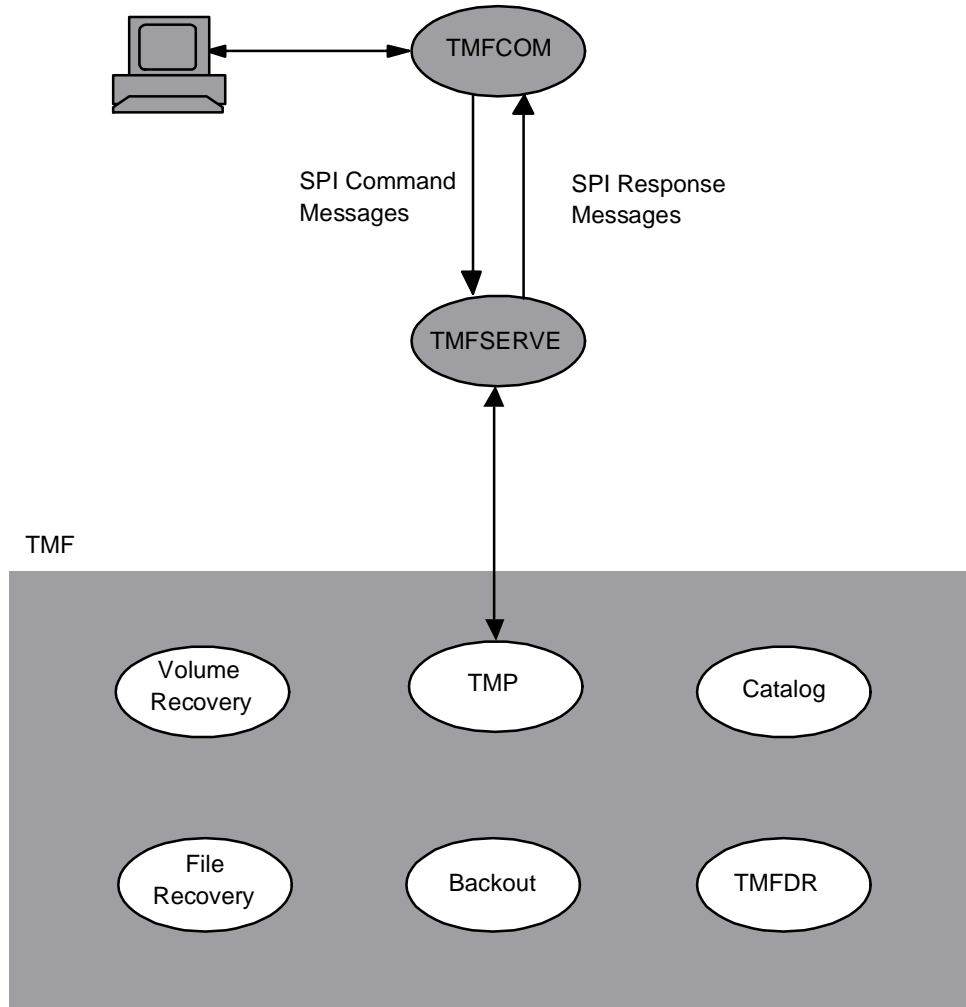 TMFCOM
SPI Command
Messages
SPI Response
Messages
TMFSERVE
TMF
Volume
Recovery
TMP
Catalog
File
Recovery
Backout
TMFDR